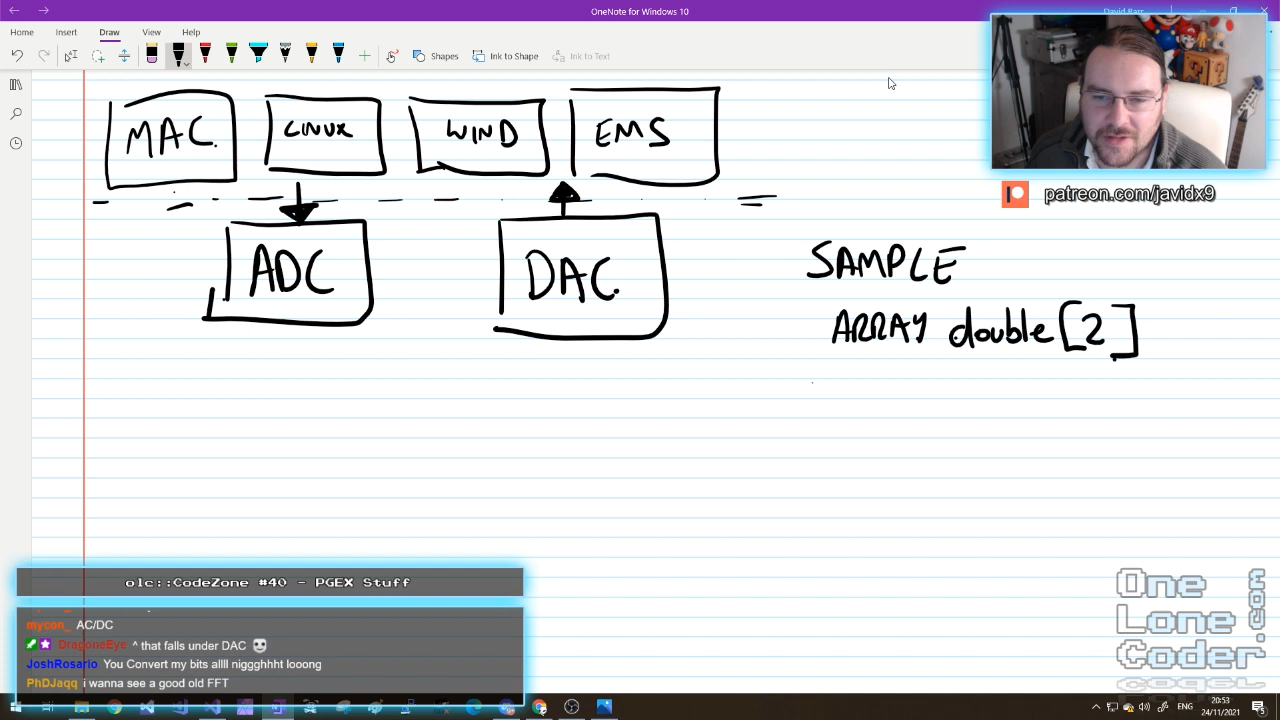 OneNote for Windows 10
David Barr
Home Insert Draw View Help
Shapes Ink to Shape Ink to Text
MAC. LINUX WIND EMS
patreon.com/javidx9
ADC DAC.
SAMPLE
ARRAY double[2]
olc::CodeZone #40 - PGEX Stuff
mycon_ AC/DC
DragoneEye ^ that falls under DAC
JoshRosario You Convert my bits allll niggghhht looong
PhDJaqq i wanna see a good old FFT
One
Lone
Coder
.com
ENG
20:53
24/11/2021